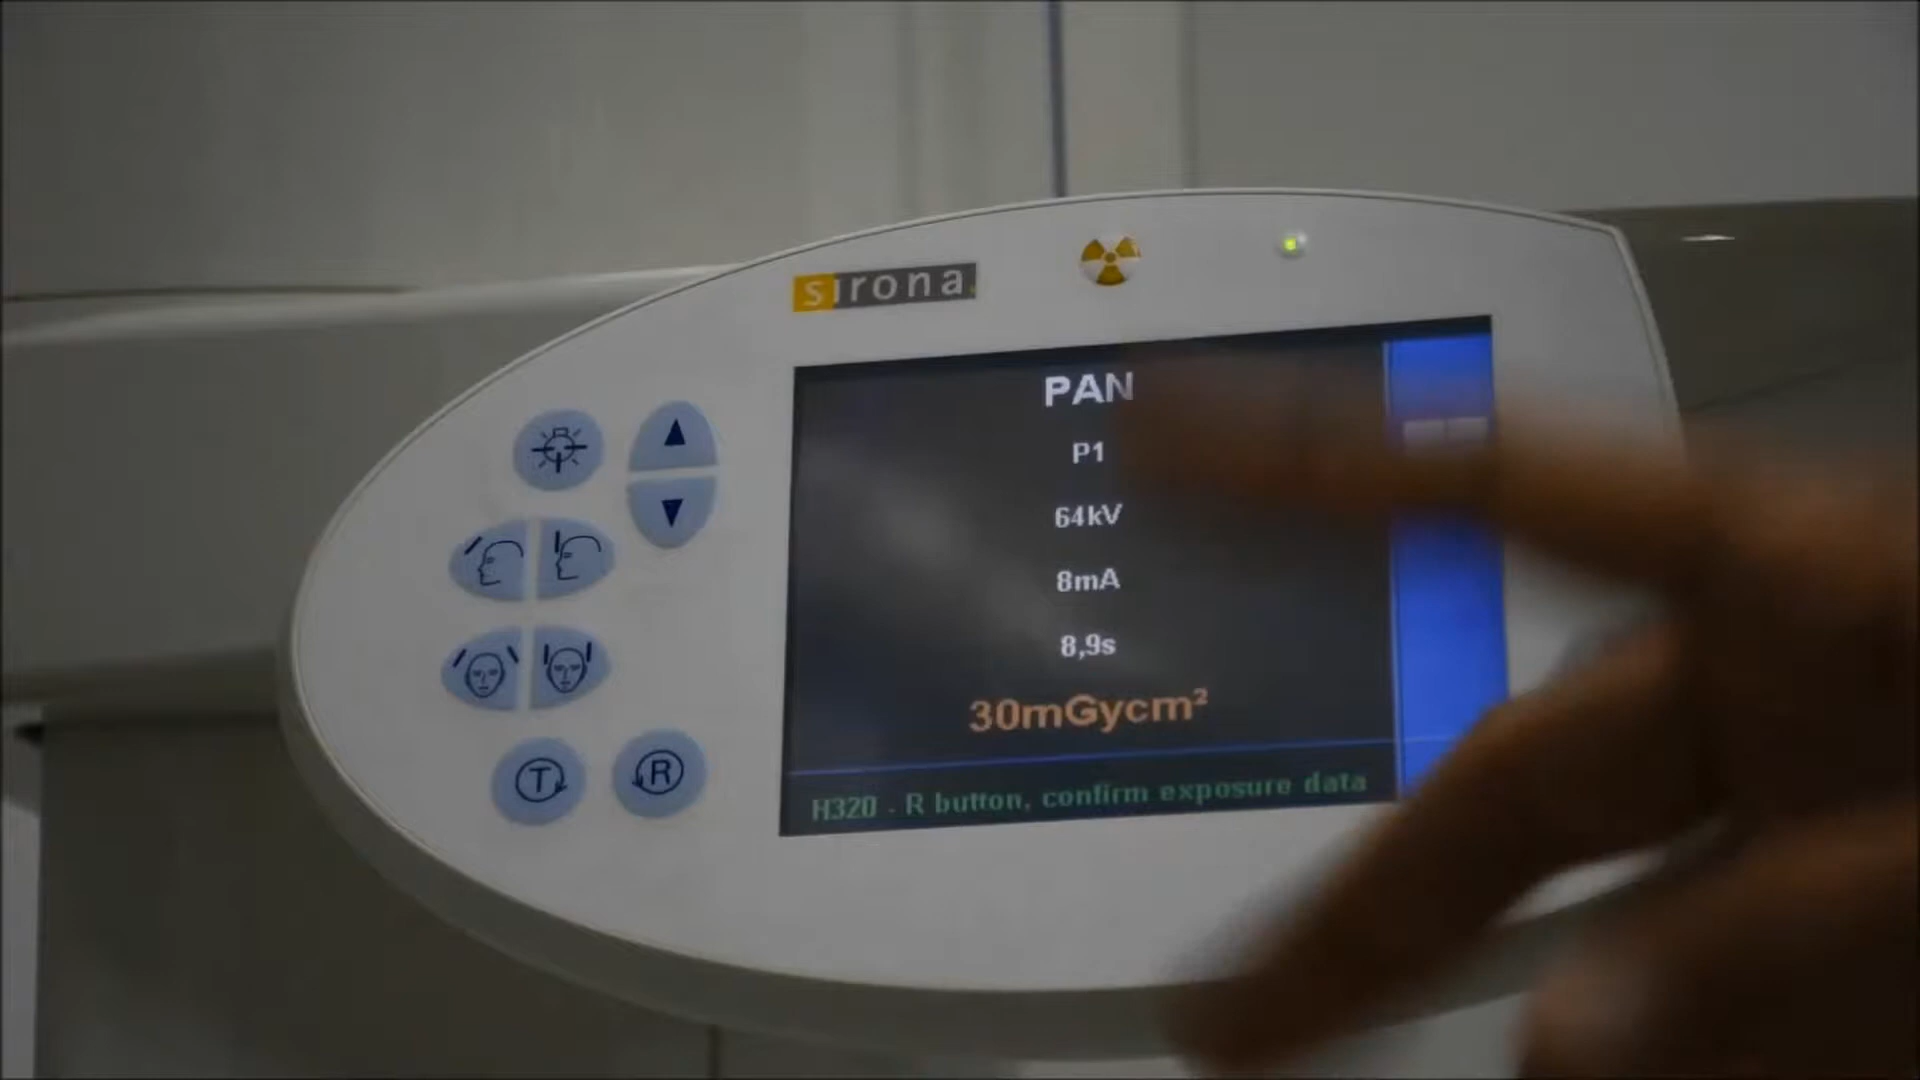 sirona.
PAN
P1
64kV
8mA
8,9s
30mGycm²
H320 - R button, confirm exposure data
T
R